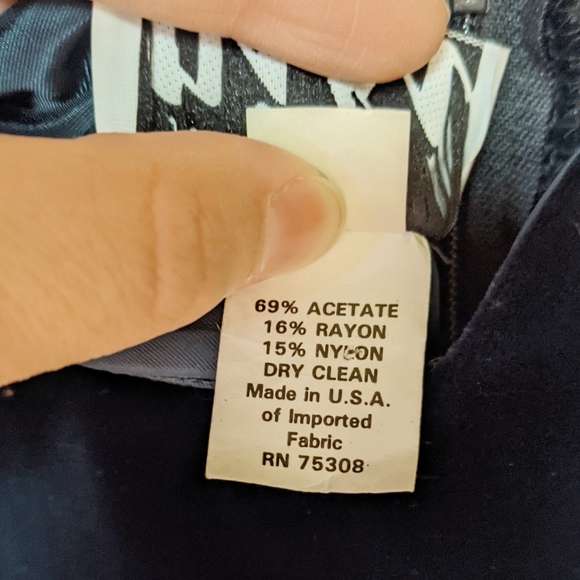 69% ACETATE
16% RAYON
15% NYLON
DRY CLEAN
Made in U.S.A.
of Imported
Fabric
RN 75308